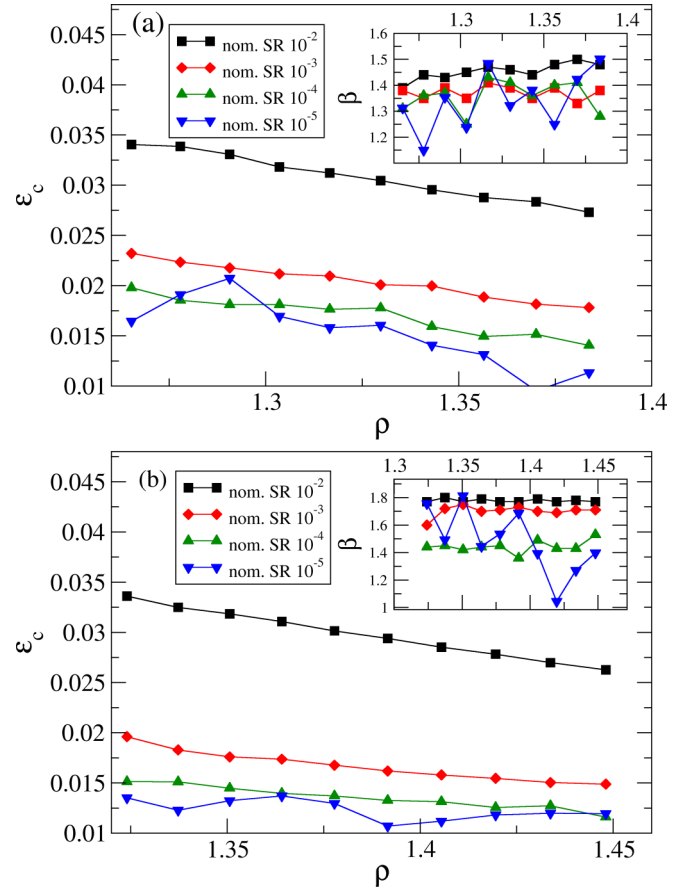 (a)
nom. SR 10⁻²
nom. SR 10⁻³
nom. SR 10⁻⁴
nom. SR 10⁻⁵
1.3 1.35 1.4
1.6
1.5
1.4
1.3
1.2
β
0.045
0.04
0.035
0.03
0.025
0.02
0.015
0.01
ε_c
1.3 1.35 1.4
ρ
(b)
nom. SR 10⁻²
nom. SR 10⁻³
nom. SR 10⁻⁴
nom. SR 10⁻⁵
1.3 1.35 1.4 1.45
1.8
1.6
1.4
1.2
1
β
0.045
0.04
0.035
0.03
0.025
0.02
0.015
0.01
ε_c
1.35 1.4 1.45
ρ